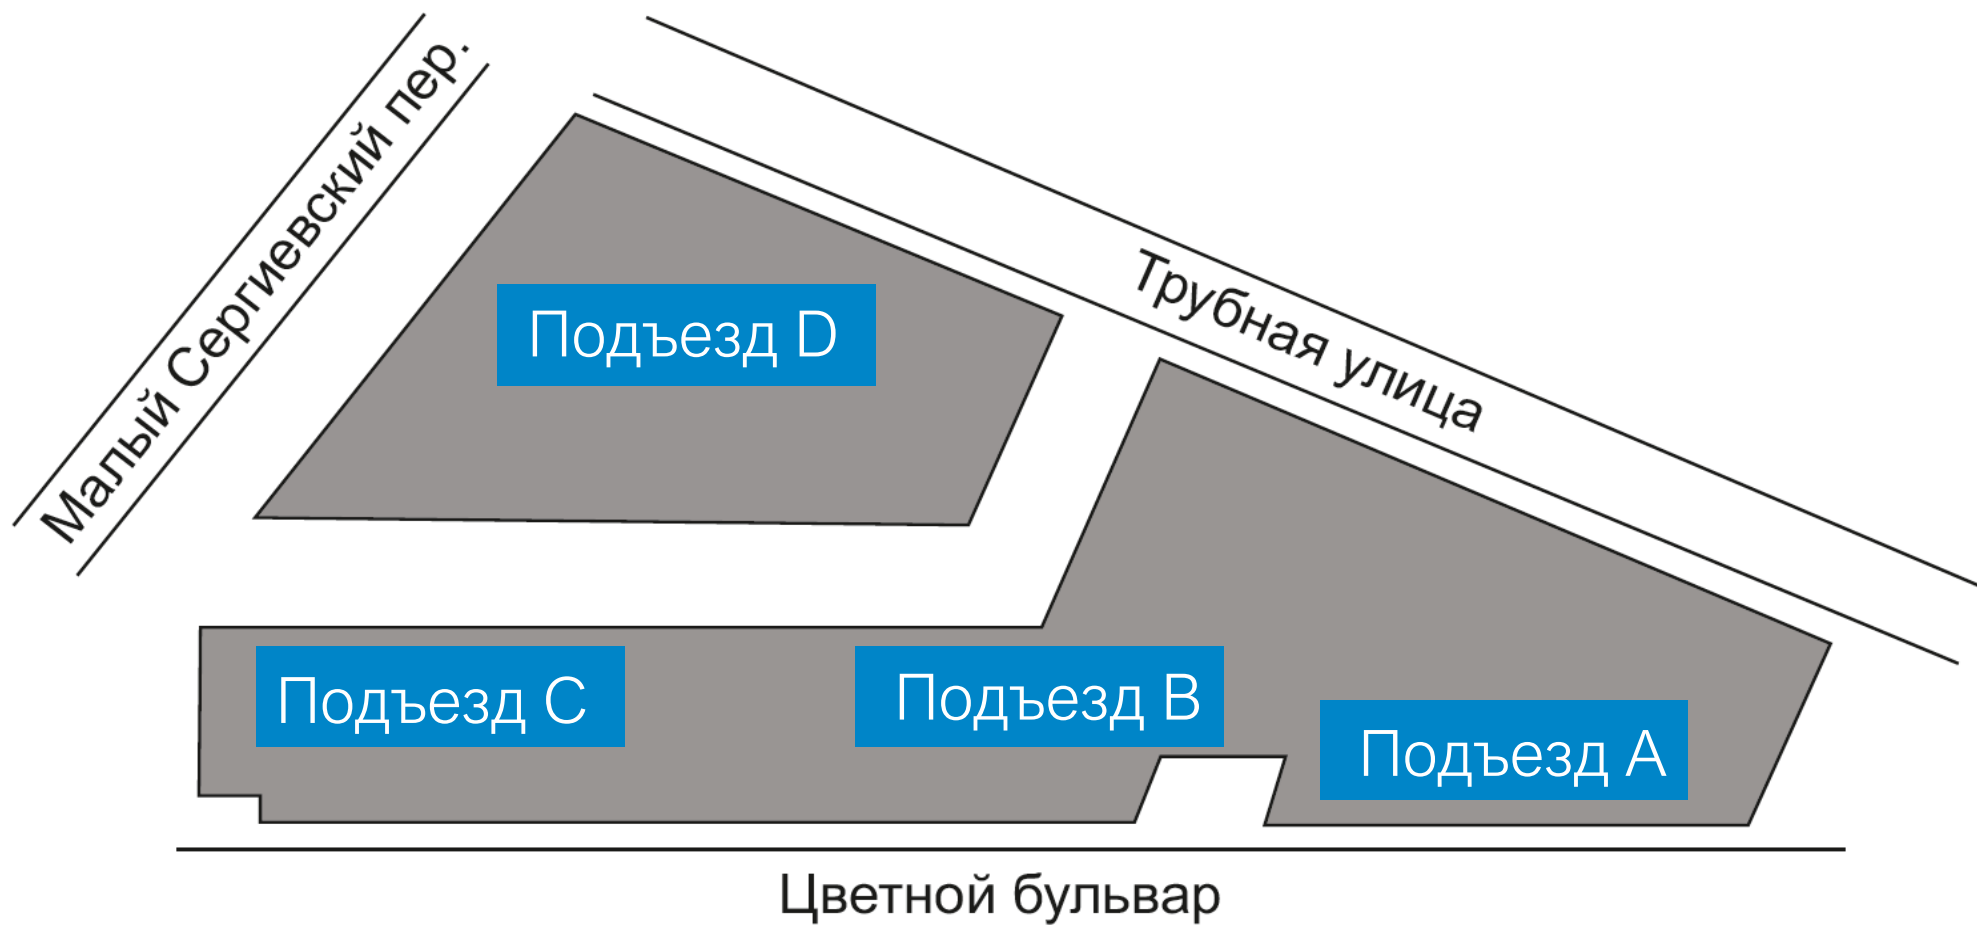 Малый Сергиевский пер.
Трубная улица
Подъезд D
Подъезд C
Подъезд B
Подъезд A
Цветной бульвар